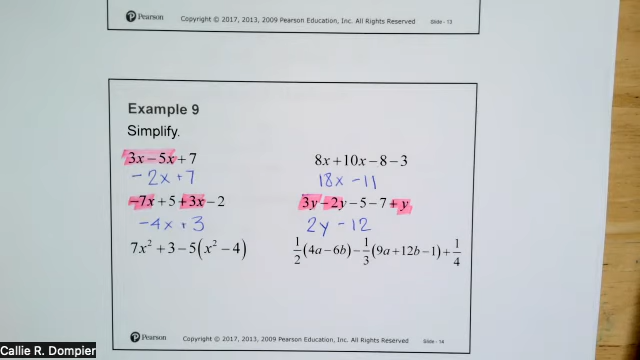 Pearson Copyright © 2017, 2013, 2009 Pearson Education, Inc. All Rights Reserved Slide - 13
Example 9
Simplify.
3x − 5x + 7
8x + 10x − 8 − 3
−2x + 7
18x − 11
−7x + 5 + 3x − 2
3y − 2y − 5 − 7 + y
−4x + 3
2y − 12
7x² + 3 − 5(x² − 4)
1/2(4a − 6b) − 1/3(9a + 12b − 1) + 1/4
Pearson Copyright © 2017, 2013, 2009 Pearson Education, Inc. All Rights Reserved Slide - 14
Callie R. Dompier